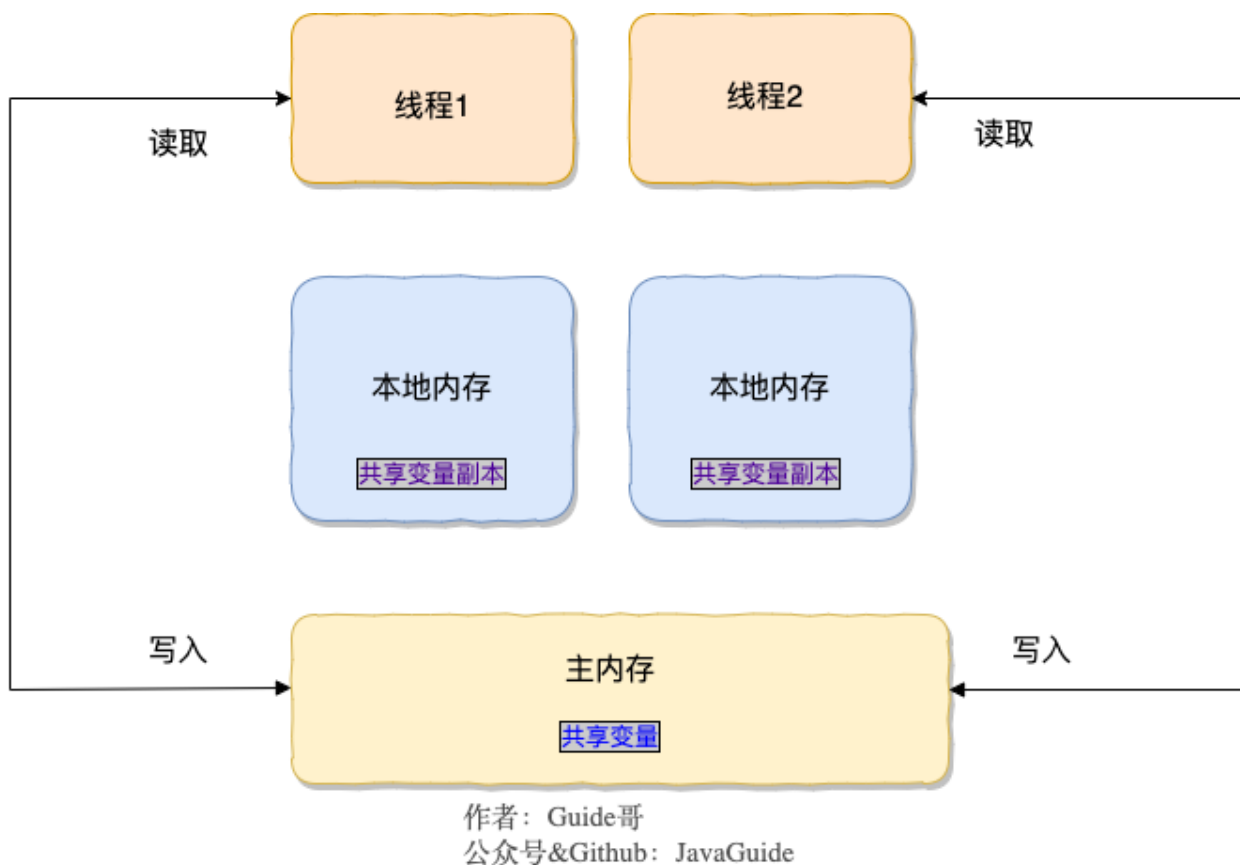 线程1
线程2
读取
读取
本地内存
本地内存
共享变量副本
共享变量副本
写入
主内存
写入
共享变量
作者：Guide哥
公众号&Github：JavaGuide